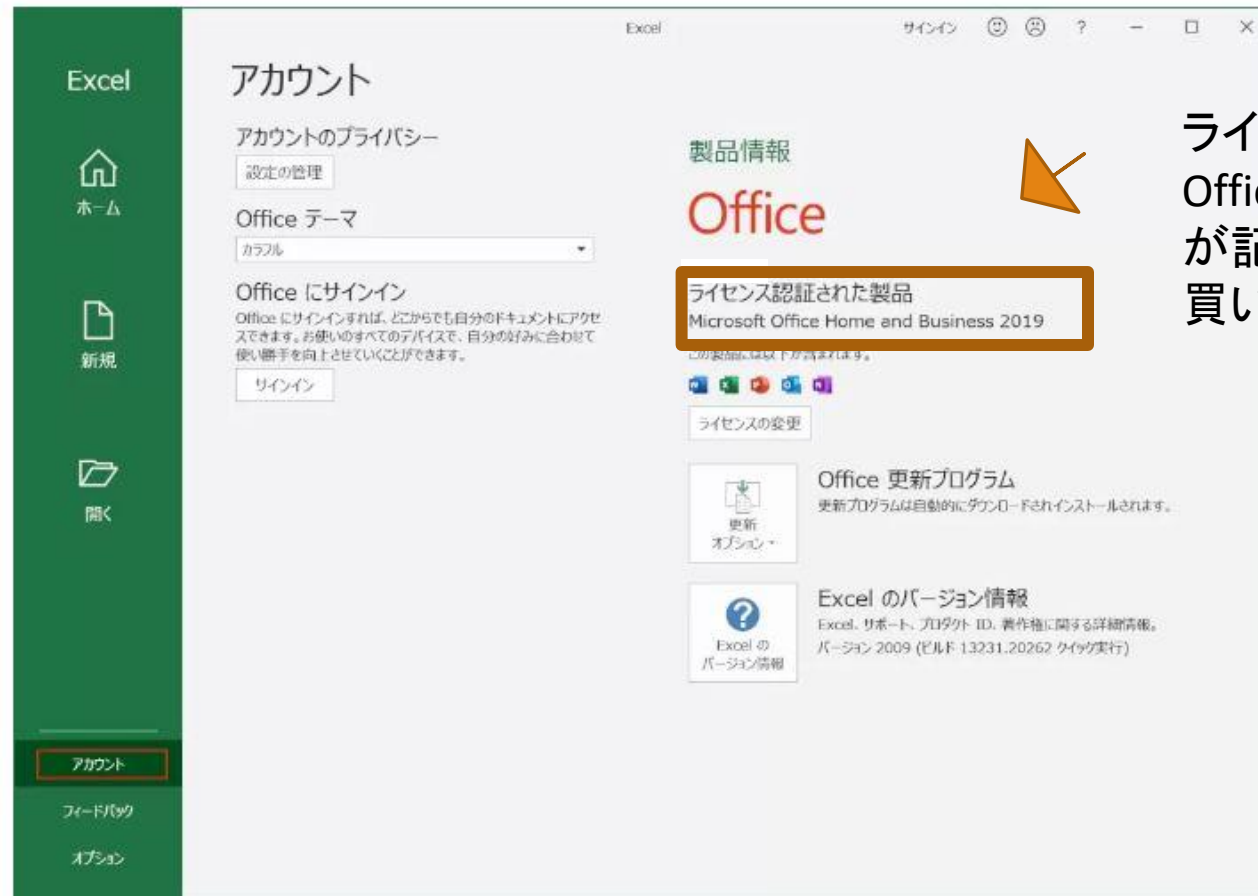 Excel
サインイン
?
Excel
ホーム
新規
開く
アカウント
フィードバック
オプション
アカウント
アカウントのプライバシー
設定の管理
Office テーマ
カラフル
Office にサインイン
Office にサインインすれば、どこからでも自分のドキュメントにアクセ
スできます。お使いのすべてのデバイスで、自分の好みに合わせて
使い勝手を向上させていくことができます。
サインイン
製品情報
Office
ライセンス認証された製品
Microsoft Office Home and Business 2019
この製品には以下が含まれます。
ライセンスの変更
更新
オプション
Office 更新プログラム
更新プログラムは自動的にダウンロードされインストールされます。
Excel の
バージョン情報
Excel のバージョン情報
Excel、サポート、プロダクト ID、著作権に関する詳細情報。
バージョン 2009 (ビルド 13231.20262 クイック実行)
ライ
Offic
が記
買い